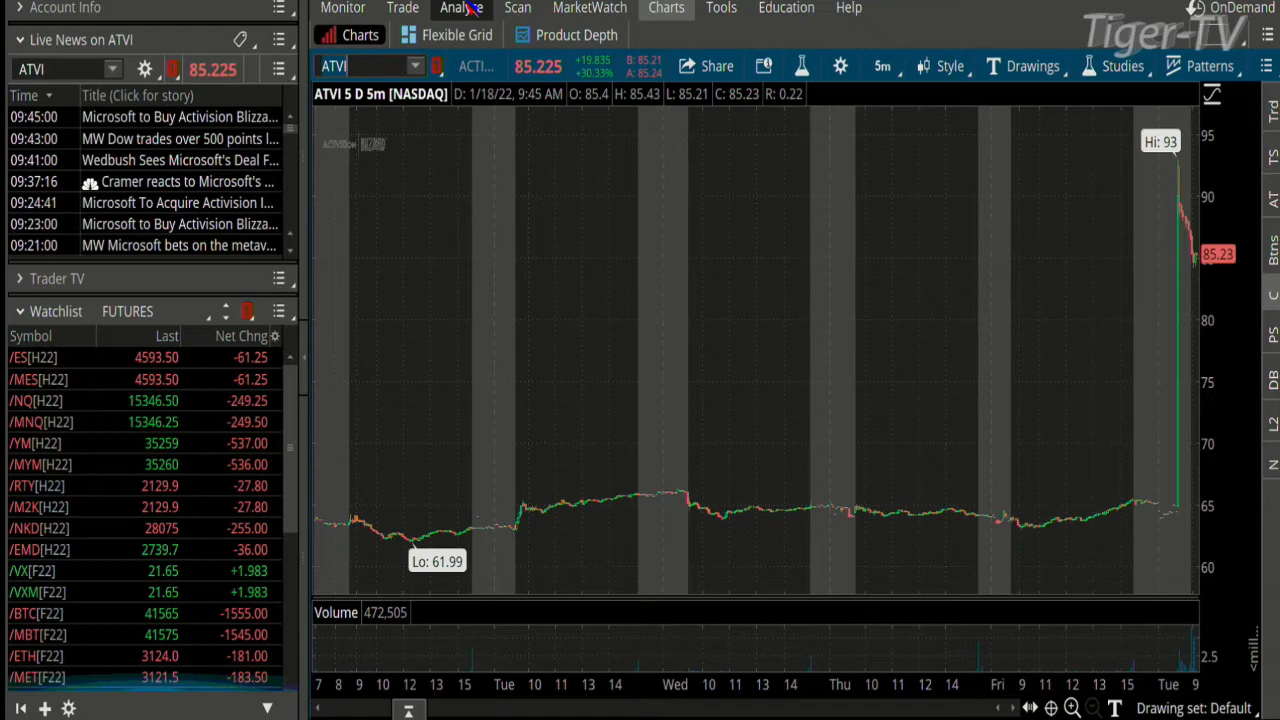 Account Info
Monitor Trade Analyze Scan MarketWatch Charts Tools Education Help OnDemand
Tiger-TV
Live News on ATVI
Charts Flexible Grid Product Depth
ATVI 85.225
ATVI ACTI... 85.225 +19.835 +30.33% B: 85.21 A: 85.24 Share 5m Style Drawings Studies Patterns
Time Title (Click for story)
ATVI 5 D 5m [NASDAQ] D: 1/18/22, 9:45 AM O: 85.4 H: 85.43 L: 85.21 C: 85.23 R: 0.22
09:45:00 Microsoft to Buy Activision Blizza...
09:43:00 MW Dow trades over 500 points l...
09:41:00 Wedbush Sees Microsoft's Deal F...
09:37:16 Cramer reacts to Microsoft's ...
09:24:41 Microsoft To Acquire Activision I...
09:23:00 Microsoft to Buy Activision Blizza...
09:21:00 MW Microsoft bets on the metav...
Trader TV
Watchlist FUTURES
Symbol Last Net Chng
/ES[H22] 4593.50 -61.25
/MES[H22] 4593.50 -61.25
/NQ[H22] 15346.50 -249.25
/MNQ[H22] 15346.25 -249.50
/YM[H22] 35259 -537.00
/MYM[H22] 35260 -536.00
/RTY[H22] 2129.9 -27.80
/M2K[H22] 2129.9 -27.80
/NKD[H22] 28075 -255.00
/EMD[H22] 2739.7 -36.00
/VX[F22] 21.65 +1.983
/VXM[F22] 21.65 +1.983
/BTC[F22] 41565 -1555.00
/MBT[F22] 41575 -1545.00
/ETH[F22] 3124.0 -181.00
/MET[F22] 3121.5 -183.50
ACTIVISION BLIZZARD
Hi: 93
Lo: 61.99
95
90
85.23
80
75
70
65
60
Volume 472,505
2.5
<mill...
7 8 9 10 12 13 14 15 Tue 10 12 13 14 Wed 10 12 13 14 Thu 10 12 14 Fri 9 11 13 15 Tue 9
Drawing set: Default
Trd
TS
AT
Btns
C
PS
DB
L2
N